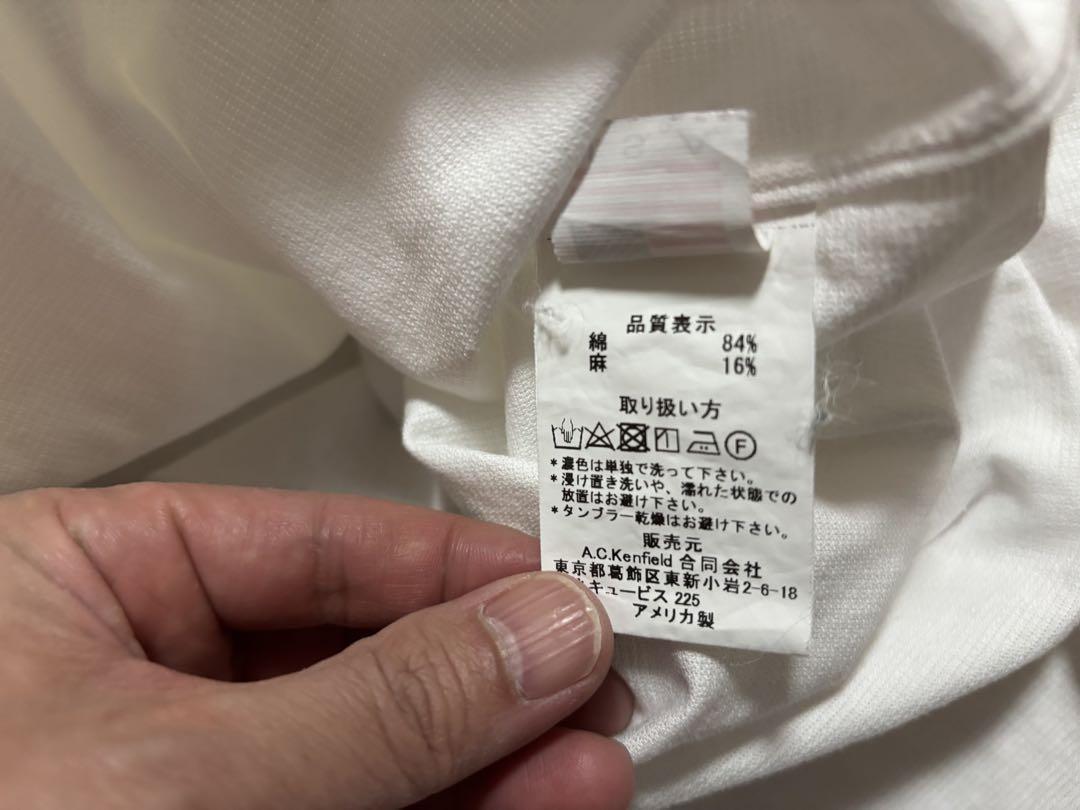 品質表示
綿 84%
麻 16%
取り扱い方
F
*濃色は単独で洗って下さい。
*浸け置き洗いや、濡れた状態での
放置はお避け下さい。
*タンブラー乾燥はお避け下さい。
販売元
A.C.Kenfield 合同会社
東京都葛飾区東新小岩2-6-18
キュービス 225
アメリカ製